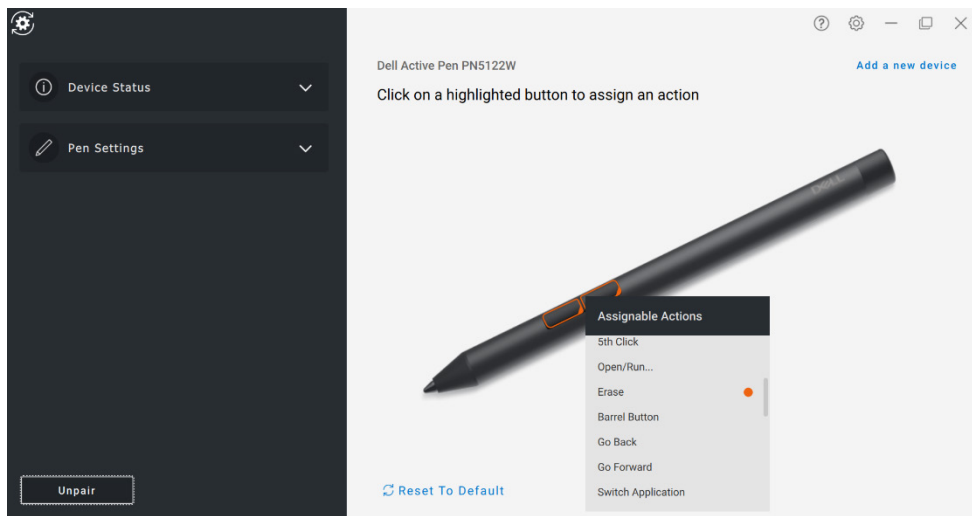 Device Status
Pen Settings
Unpair
Dell Active Pen PN5122W
Add a new device
Click on a highlighted button to assign an action
DELL
Assignable Actions
5th Click
Open/Run...
Erase
Barrel Button
Go Back
Go Forward
Switch Application
Reset To Default